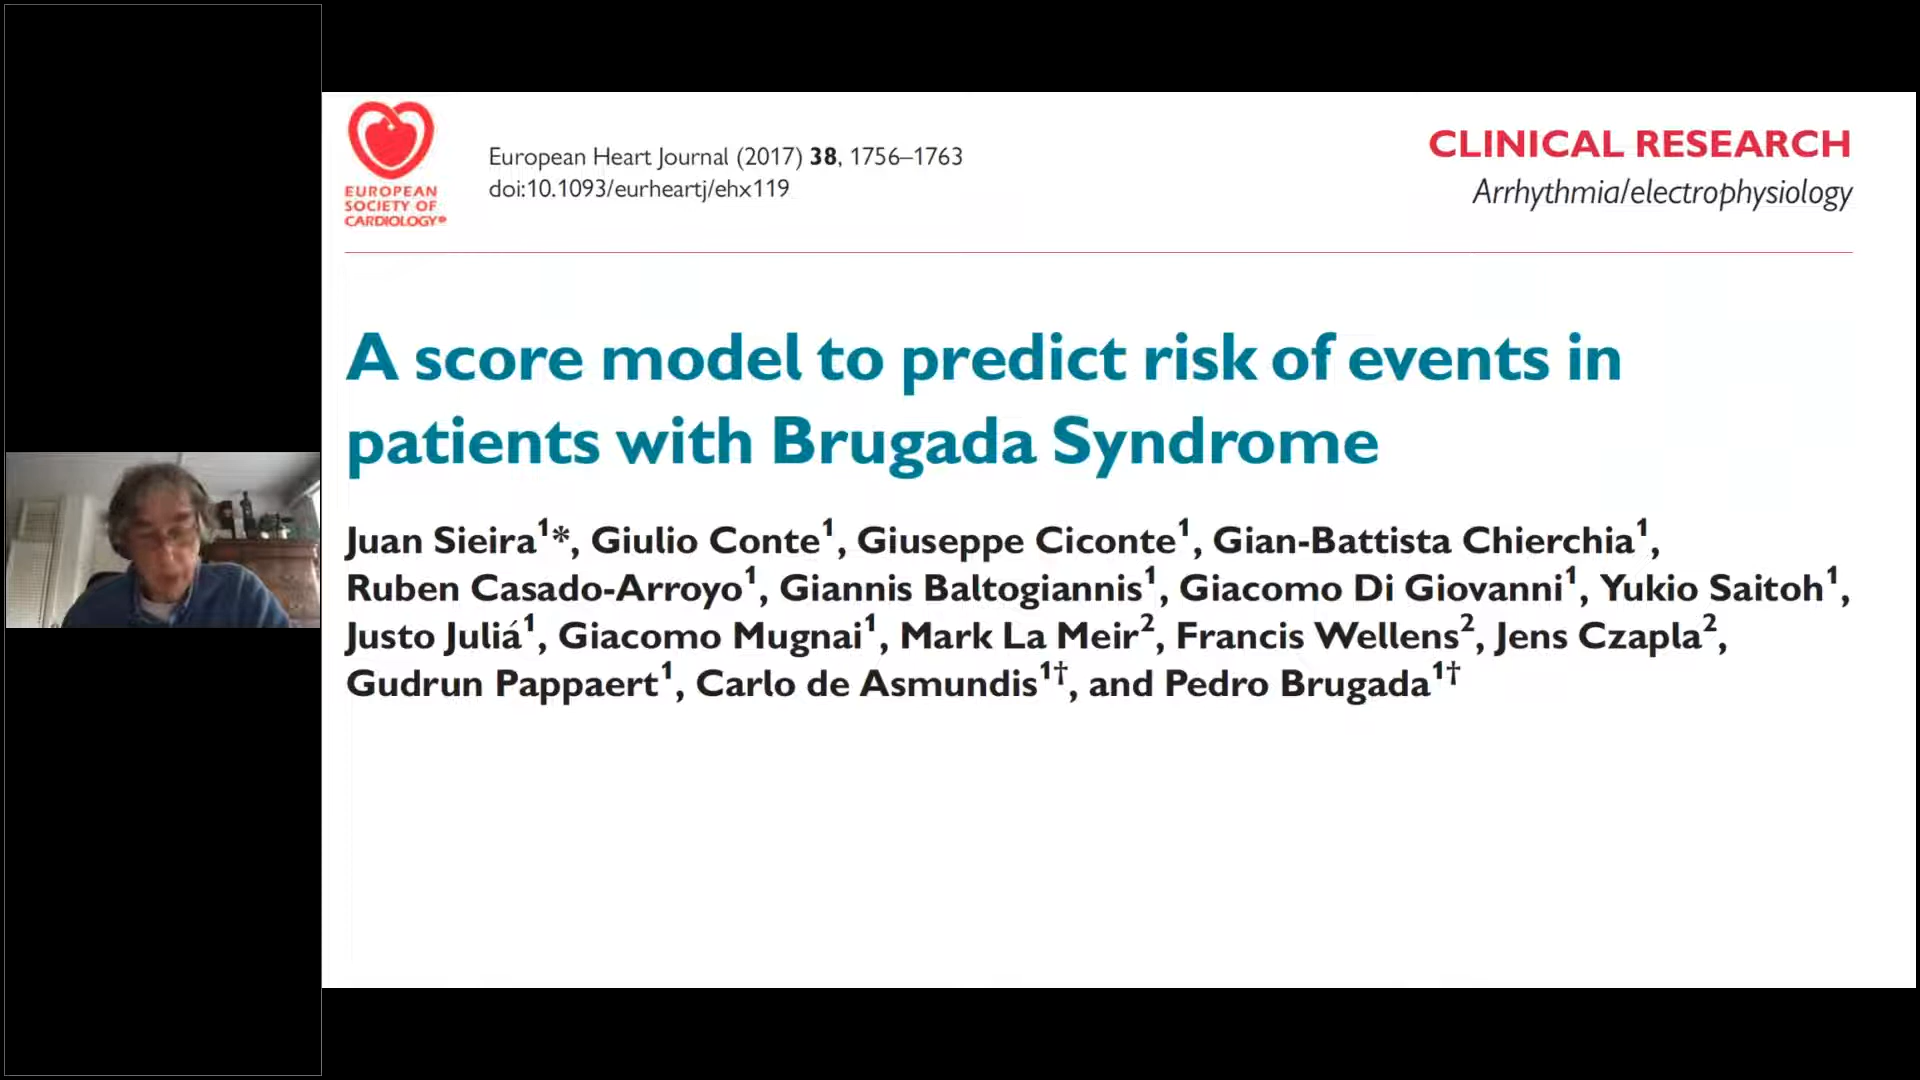 EUROPEAN
SOCIETY OF
CARDIOLOGY®
European Heart Journal (2017) 38, 1756–1763
doi:10.1093/eurheartj/ehx119
CLINICAL RESEARCH
Arrhythmia/electrophysiology
A score model to predict risk of events in
patients with Brugada Syndrome
Juan Sieira1*, Giulio Conte1, Giuseppe Ciconte1, Gian-Battista Chierchia1,
Ruben Casado-Arroyo1, Giannis Baltogiannis1, Giacomo Di Giovanni1, Yukio Saitoh1,
Justo Juliá1, Giacomo Mugnai1, Mark La Meir2, Francis Wellens2, Jens Czapla2,
Gudrun Pappaert1, Carlo de Asmundis1†, and Pedro Brugada1†